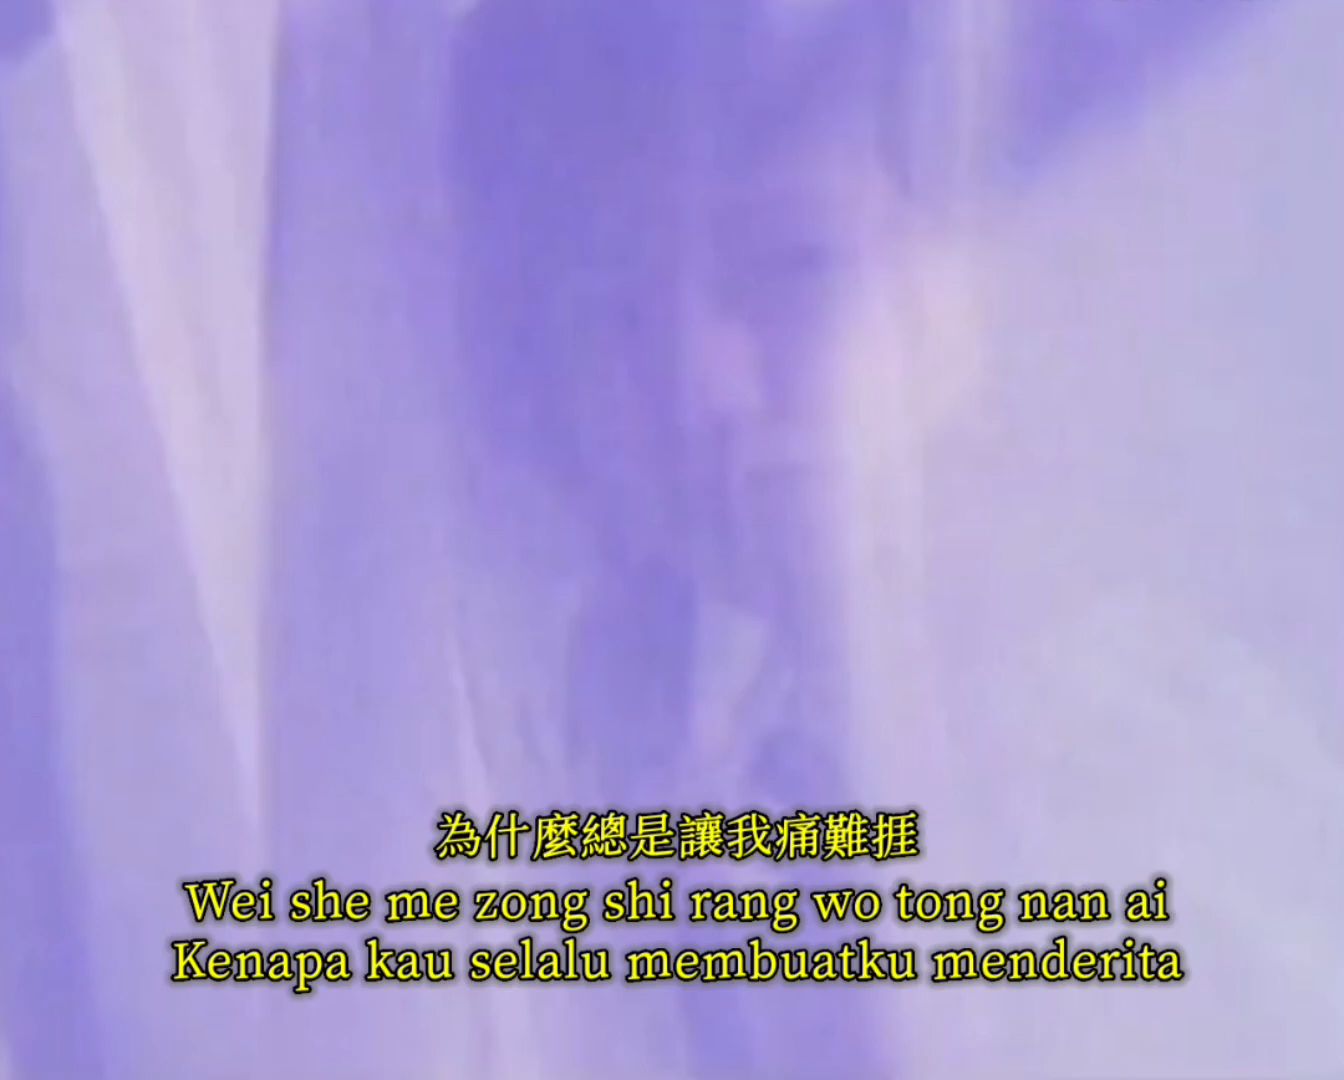 為什麼總是讓我痛難捱
Wei she me zong shi rang wo tong nan ai
Kenapa kau selalu membuatku menderita